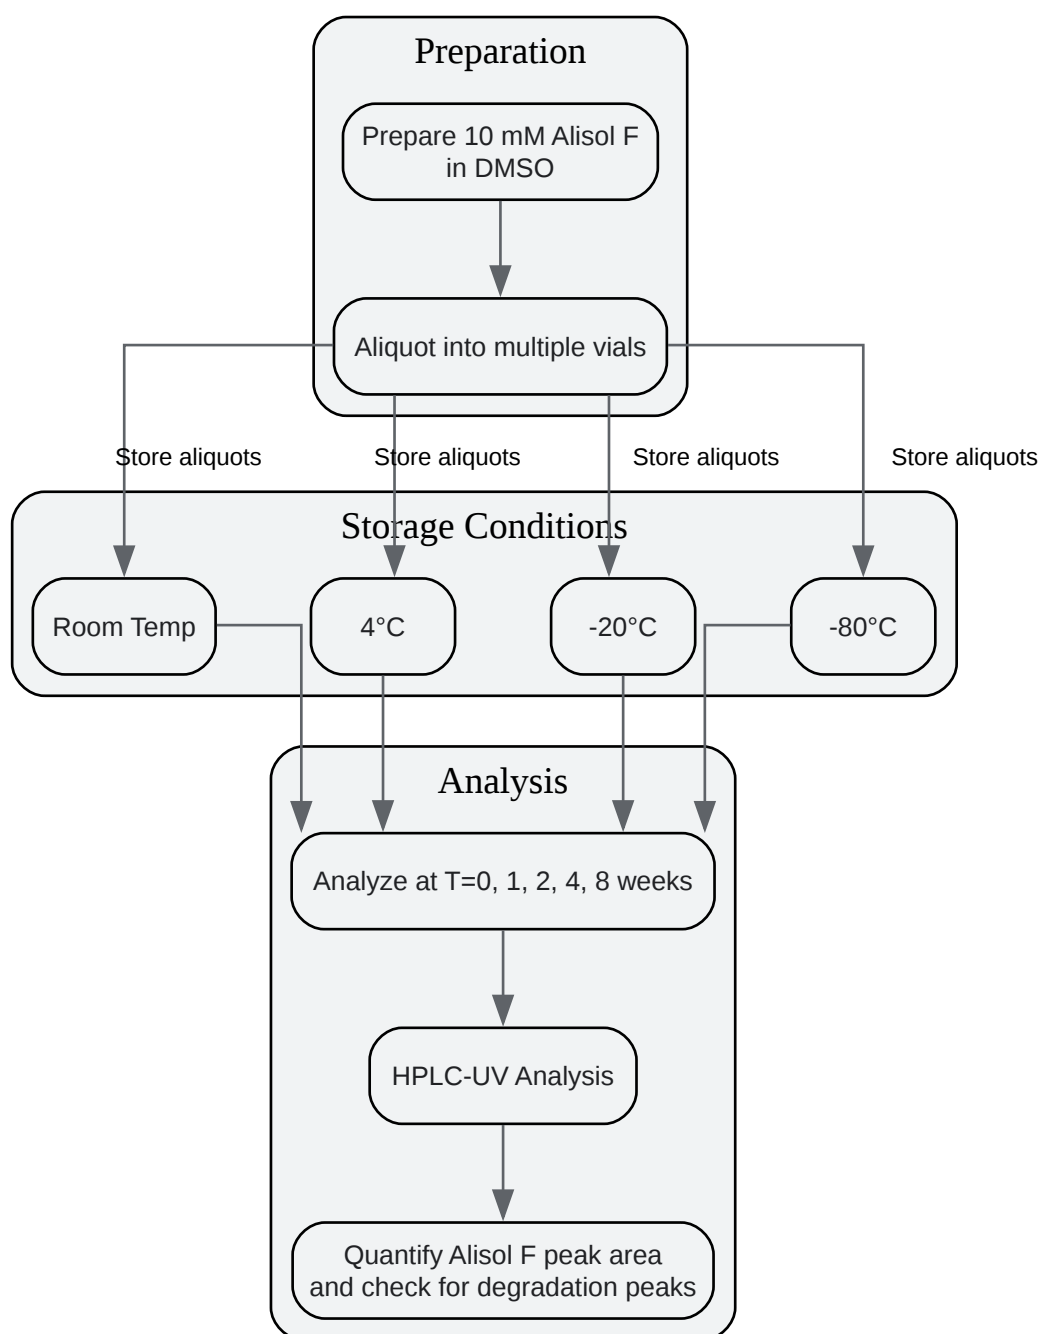 Preparation
Prepare 10 mM Alisol F
in DMSO
Aliquot into multiple vials
Store aliquots
Store aliquots
Store aliquots
Store aliquots
Storage Conditions
Room Temp
4°C
-20°C
-80°C
Analysis
Analyze at T=0, 1, 2, 4, 8 weeks
HPLC-UV Analysis
Quantify Alisol F peak area
and check for degradation peaks